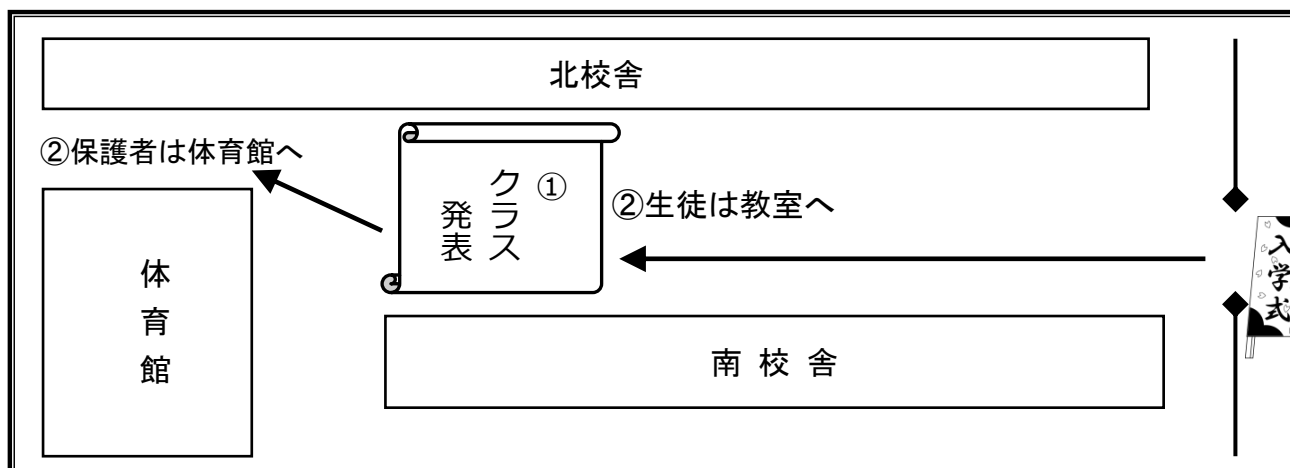 北校舎
②保護者は体育館へ
①
クラス
発表
②生徒は教室へ
入学式
体育館
南校舎